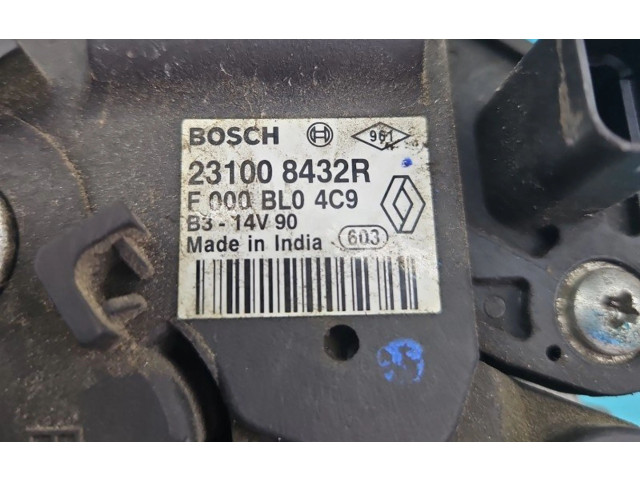 BOSCH
961
23100 8432R
F 000 BL0 4C9
B3 - 14V 90
Made in India 603